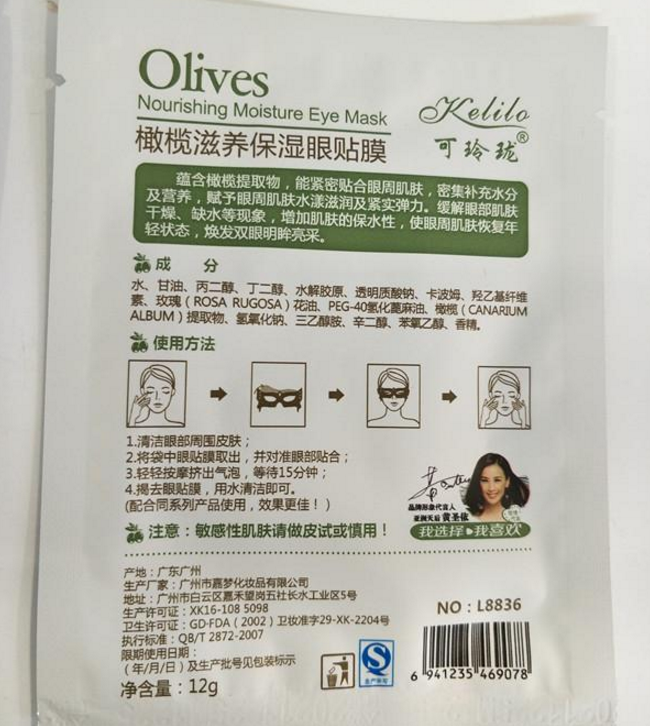 Olives
Nourishing Moisture Eye Mask
橄榄滋养保湿眼贴膜
Kelilo
可玲珑®
蕴含橄榄提取物，能紧密贴合眼周肌肤，密集补充水分
及营养，赋予眼周肌肤水漾滋润及紧实弹力。缓解眼部肌肤
干燥、缺水等现象，增加肌肤的保水性，使眼周肌肤恢复年
轻状态，焕发双眼明眸亮采。
成 分
水、甘油、丙二醇、丁二醇、水解胶原、透明质酸钠、卡波姆、羟乙基纤维
素、玫瑰（ROSA RUGOSA）花油、PEG-40氢化蓖麻油、橄榄（CANARIUM
ALBUM）提取物、氢氧化钠、三乙醇胺、辛二醇、苯氧乙醇、香精。
使用方法
1.清洁眼部周围皮肤；
2.将袋中眼贴膜取出，并对准眼部贴合；
3.轻轻按摩挤出气泡，等待15分钟；
4.揭去眼贴膜，用水清洁即可。
(配合同系列产品使用，效果更佳！)
品牌形象代言人
亚洲天后 黄圣依
我选择 我喜欢
注意：敏感性肌肤请做皮试或慎用！
产地：广东广州
生产厂家：广州市嘉梦化妆品有限公司
地址：广州市白云区嘉禾望岗五社长水工业区5号
生产许可证：XK16-108 5098
卫生许可证：GD·FDA（2002）卫妆准字29-XK-2204号
执行标准：QB/T 2872-2007
限期使用日期：
（年/月/日）及生产批号见包装标示
净含量：12g
NO：L8836
QS
生产许可
6 941235 469078